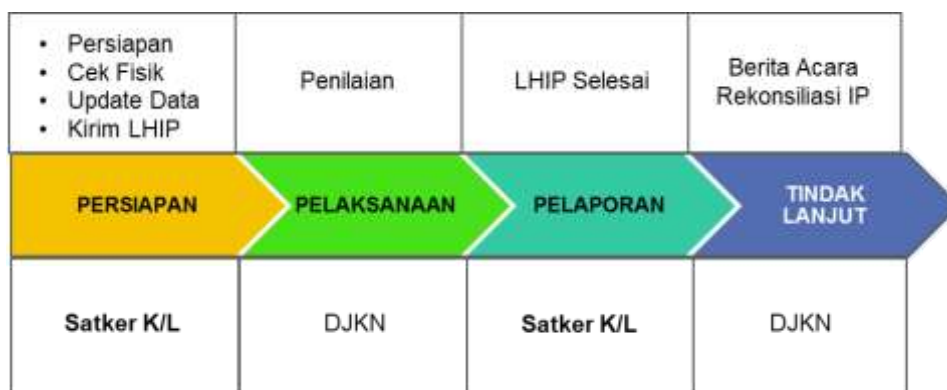 • Persiapan
• Cek Fisik
• Update Data
• Kirim LHIP
Penilaian
LHIP Selesai
Berita Acara
Rekonsiliasi IP
PERSIAPAN
PELAKSANAAN
PELAPORAN
TINDAK
LANJUT
Satker K/L
DJKN
Satker K/L
DJKN